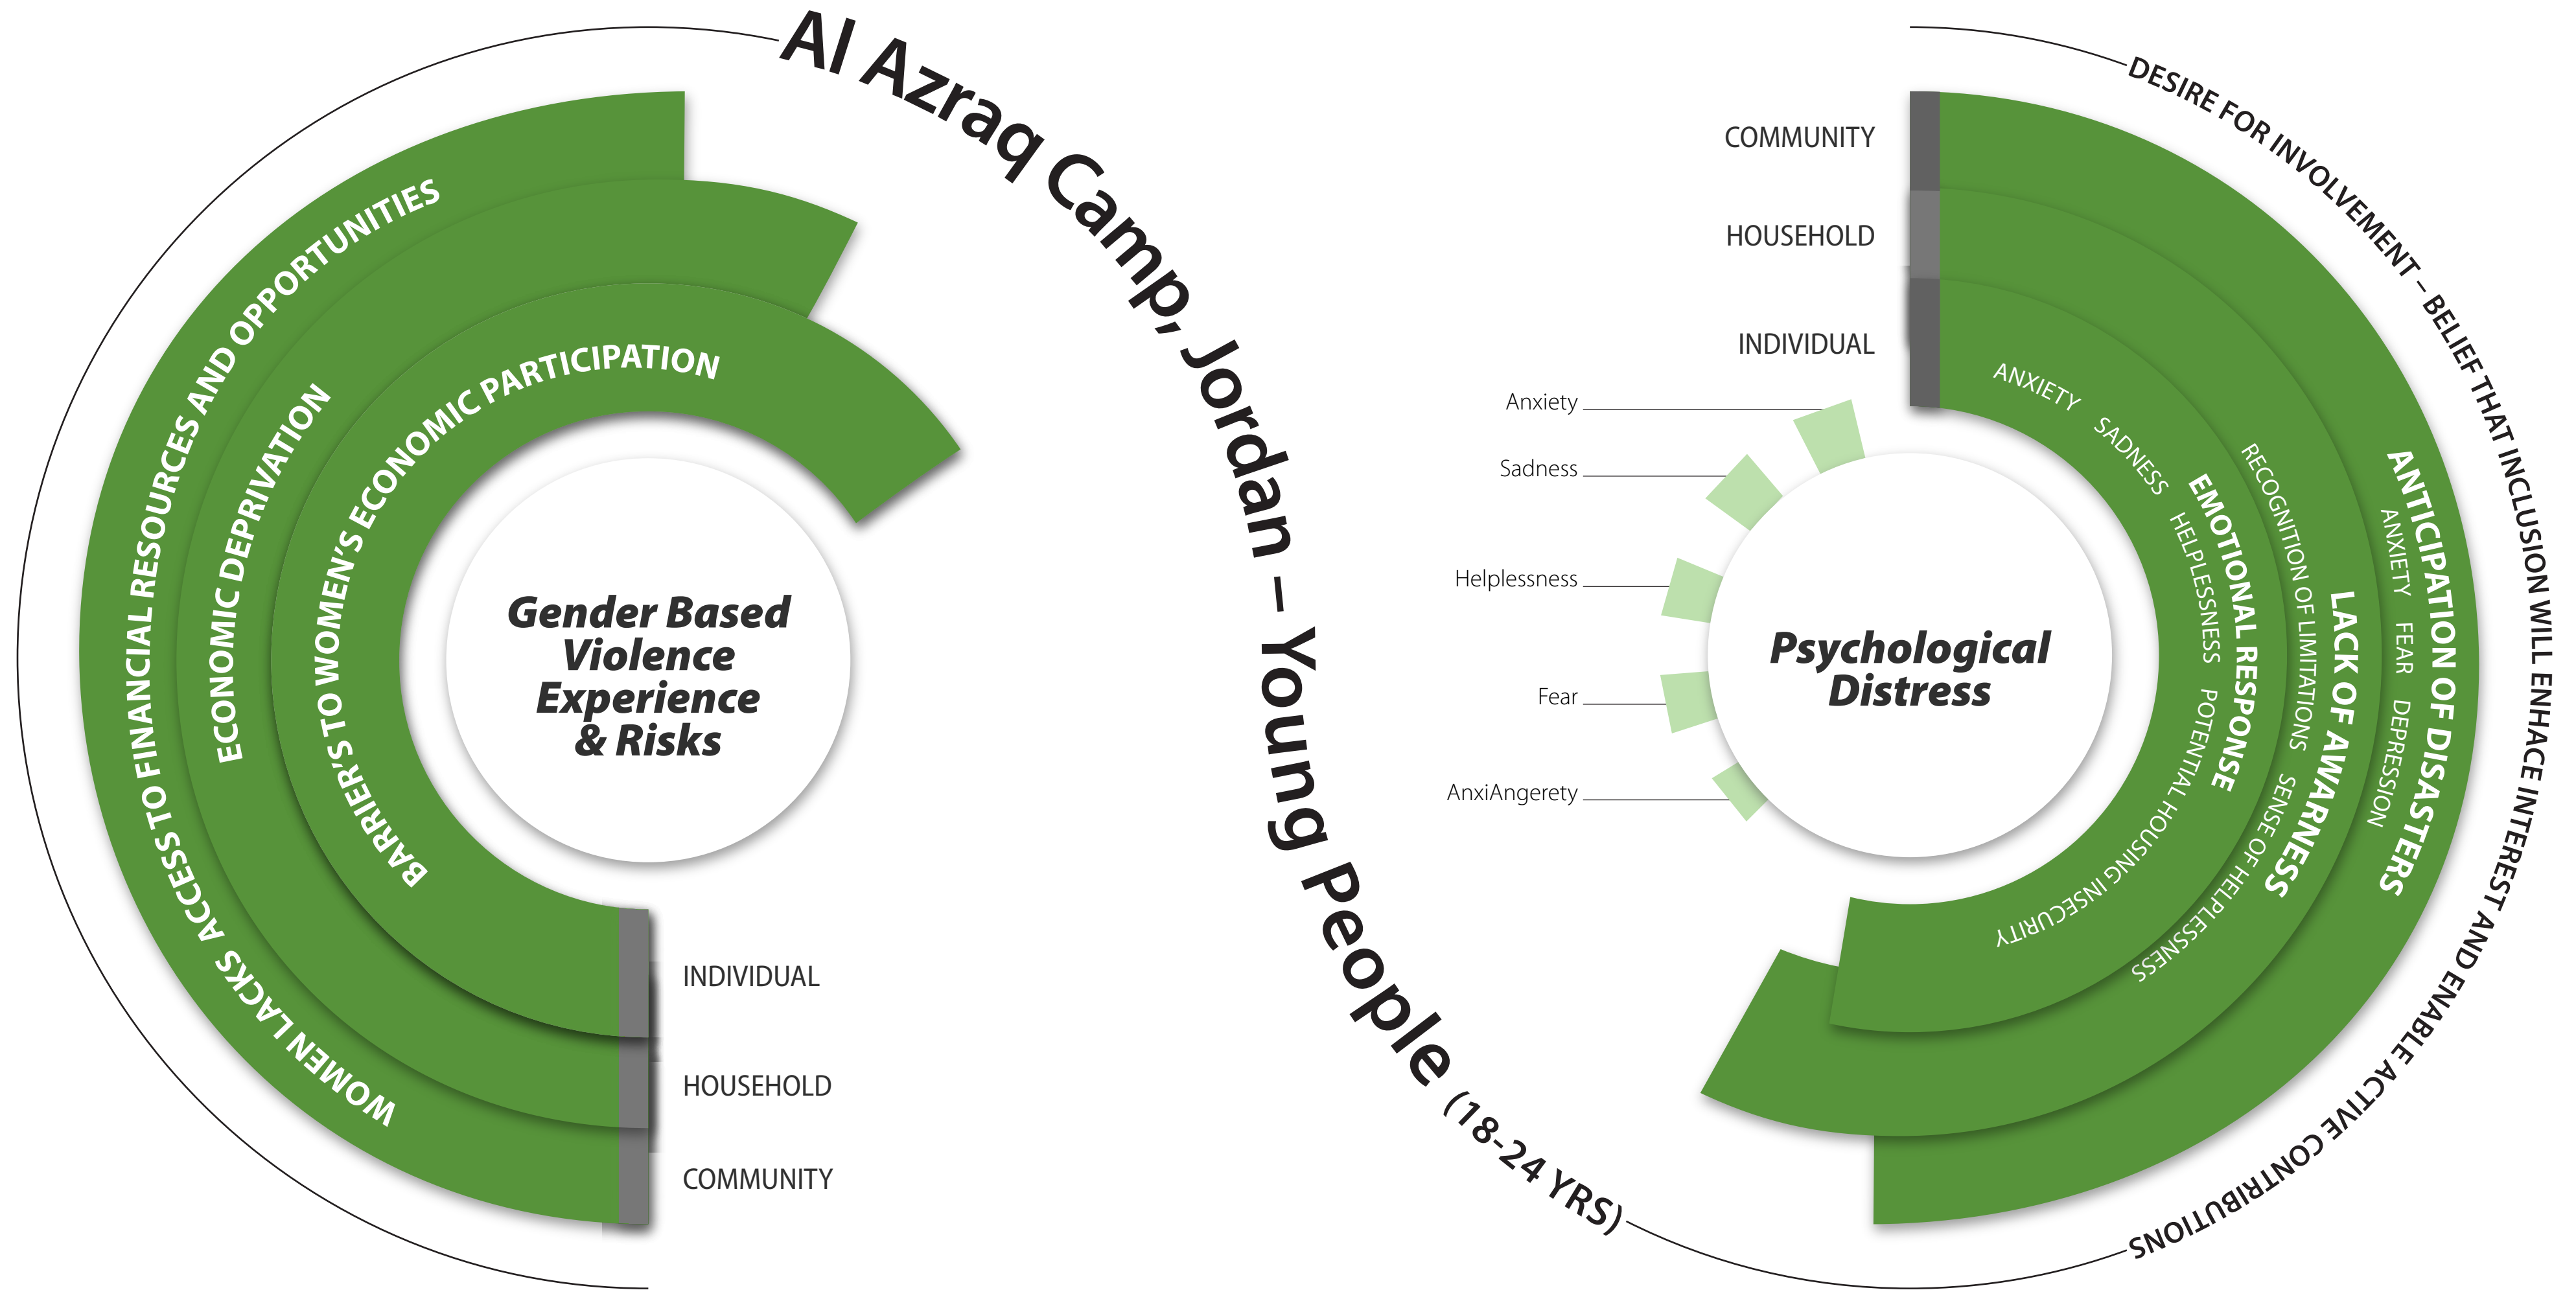 Al Azraq Camp, Jordan – Young People (18-24 YRS)
WOMEN LACKS ACCESS TO FINANCIAL RESOURCES AND OPPORTUNITIES
ECONOMIC DEPRIVATION
BARRIER'S TO WOMEN'S ECONOMIC PARTICIPATION
Gender Based
Violence
Experience
& Risks
INDIVIDUAL
HOUSEHOLD
COMMUNITY
COMMUNITY
HOUSEHOLD
INDIVIDUAL
Anxiety
Sadness
Helplessness
Fear
AnxiAngerety
Psychological
Distress
ANXIETY SADNESS HELPLESSNESS POTENTIAL HOUSING INSECURITY
EMOTIONAL RESPONSE
RECOGNITION OF LIMITATIONS SENSE OF HELPLESSNESS
LACK OF AWARNESS
ANXIETY FEAR DEPRESSION
ANTICIPATION OF DISASTERS
DESIRE FOR INVOLVEMENT – BELIEF THAT INCLUSION WILL ENHACE INTEREST AND ENABLE ACTIVE CONTRIBUTIONS